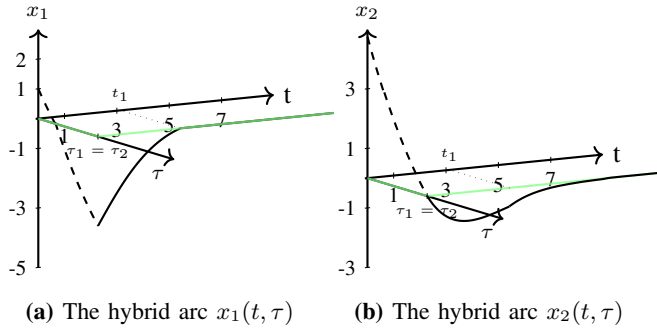 x₁
x₂
2
1
-1
-3
-5
t₁
t
1
3
5
7
τ₁ = τ₂
τ
3
1
-1
-3
t₁
t
1
3
5
7
τ₁ = τ₂
τ
(a) The hybrid arc x₁(t, τ)
(b) The hybrid arc x₂(t, τ)